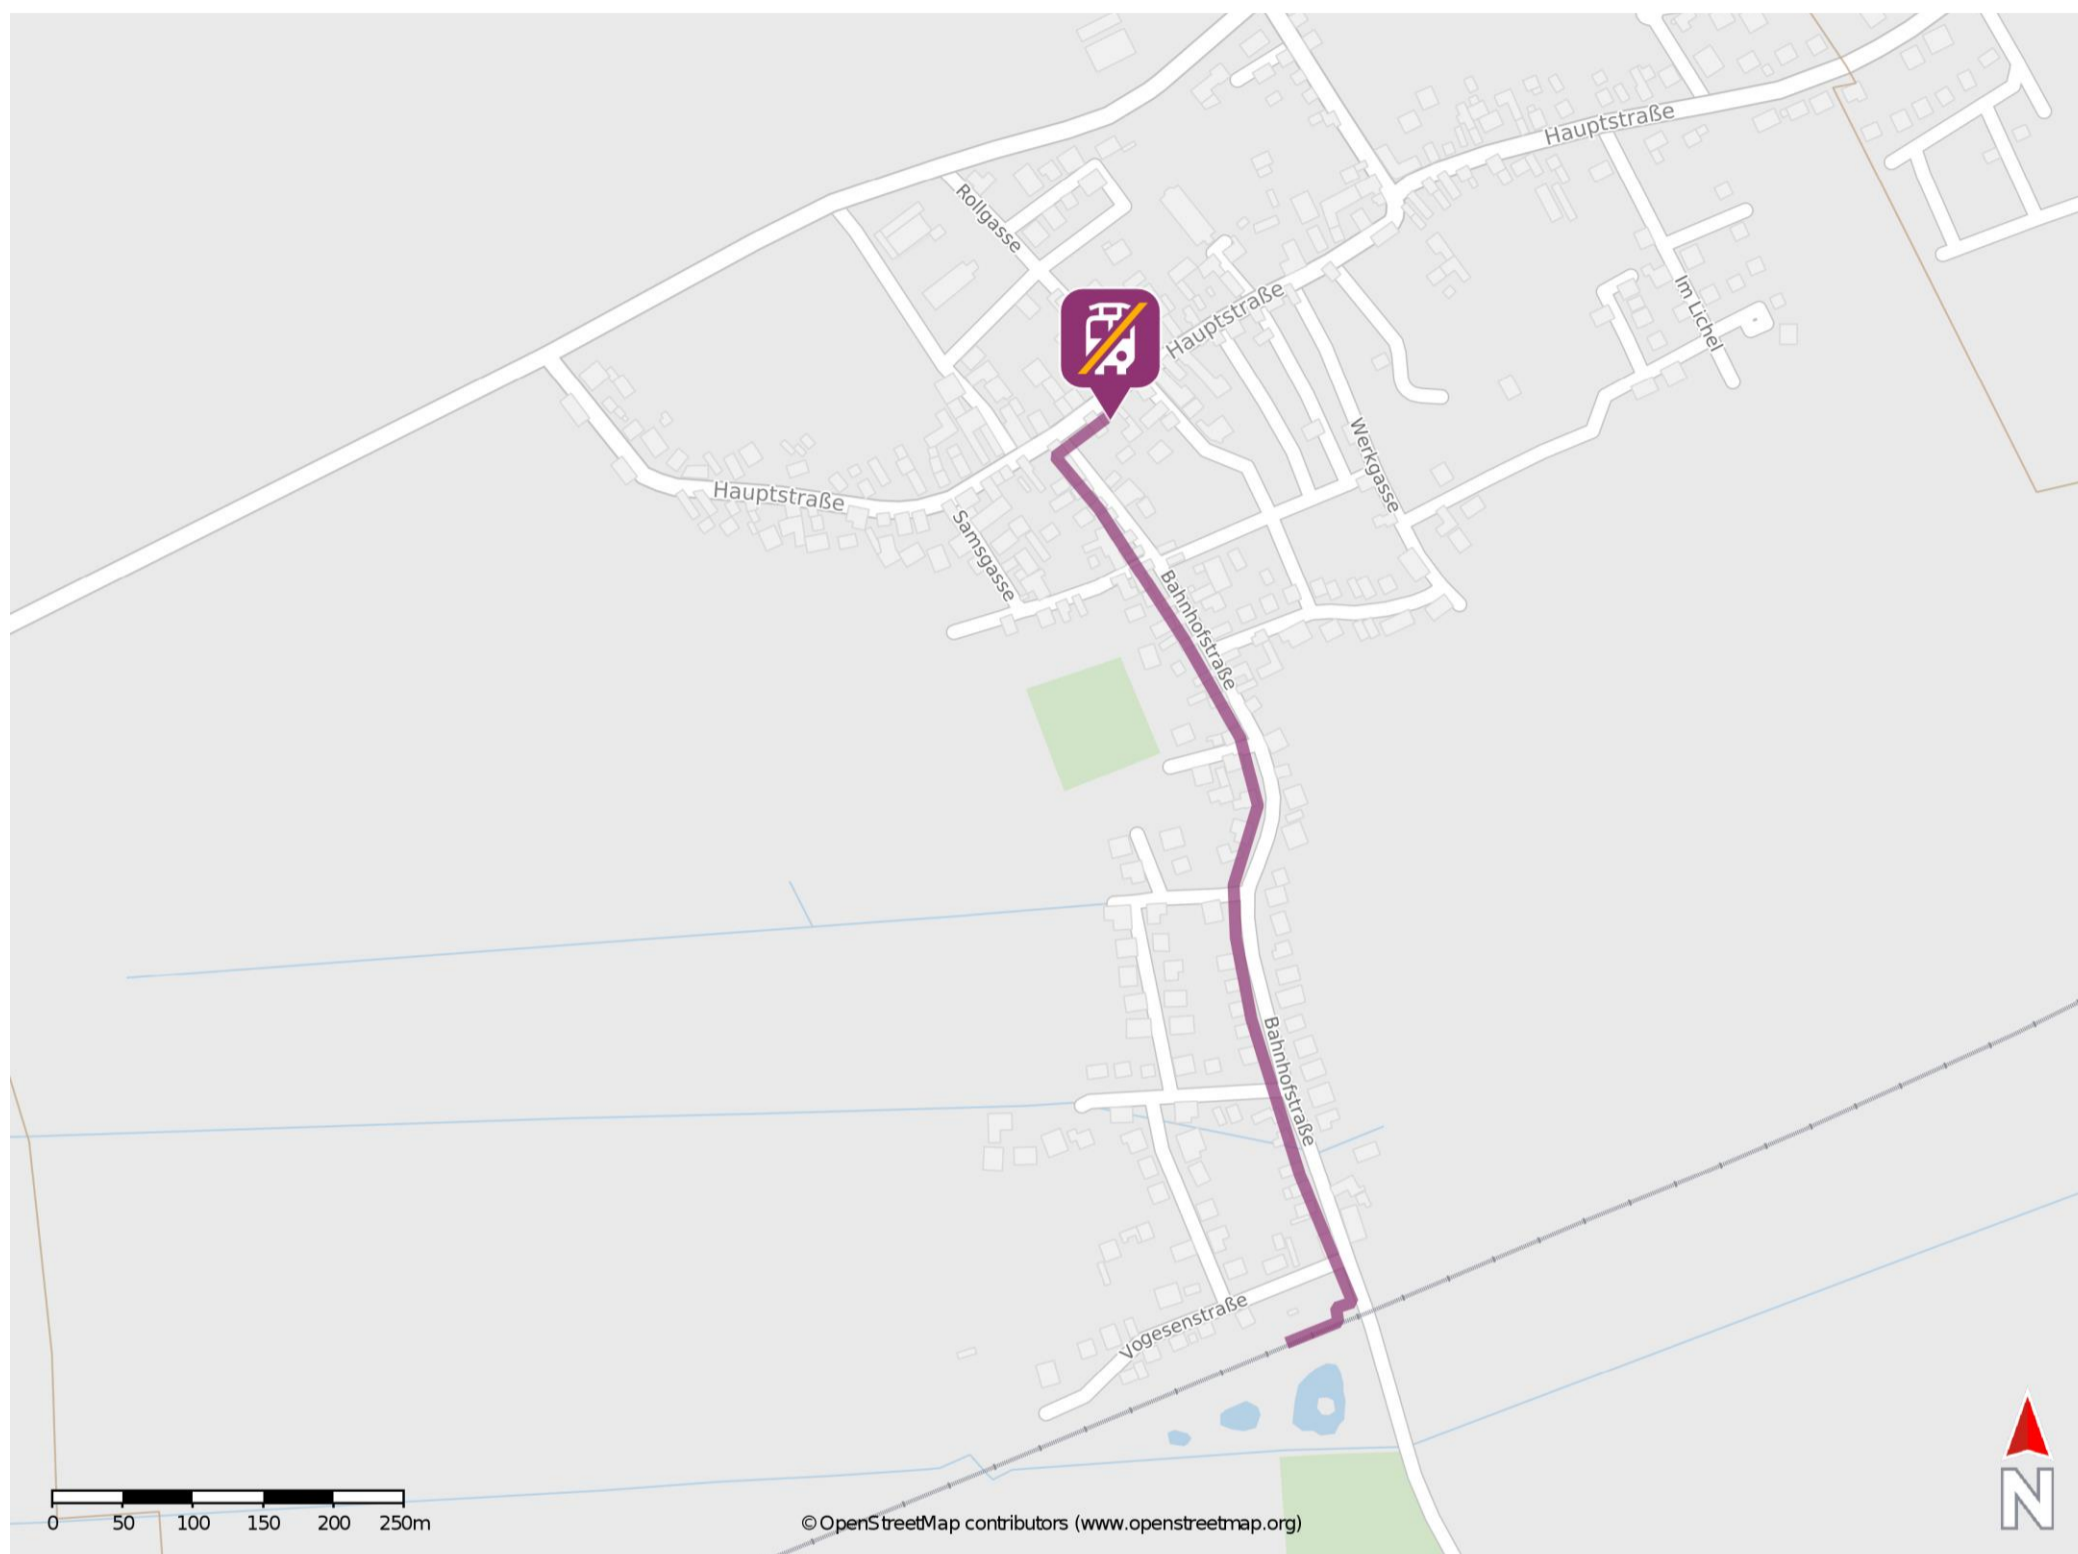 Hauptstraße
Rollgasse
Hauptstraße
Im Lichel
Werkgasse
Hauptstraße
Samsgasse
Bahnhofstraße
Bahnhofstraße
Vogesenstraße
0 50 100 150 200 250m
© OpenStreetMap contributors (www.openstreetmap.org)
N